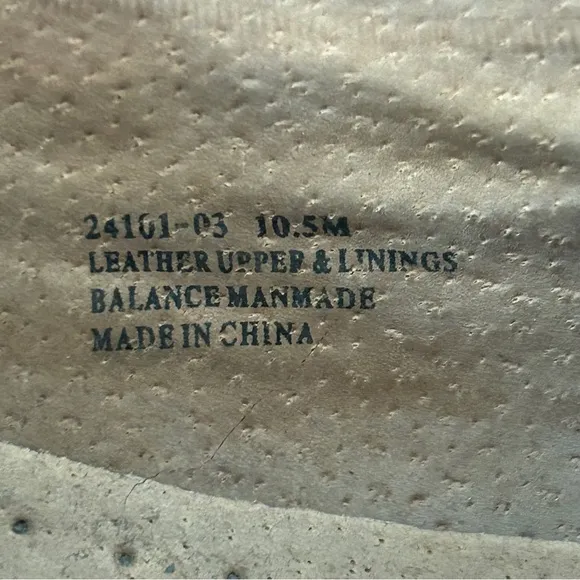 24101-03 10.5M
LEATHER UPPER & LININGS
BALANCE MANMADE
MADE IN CHINA